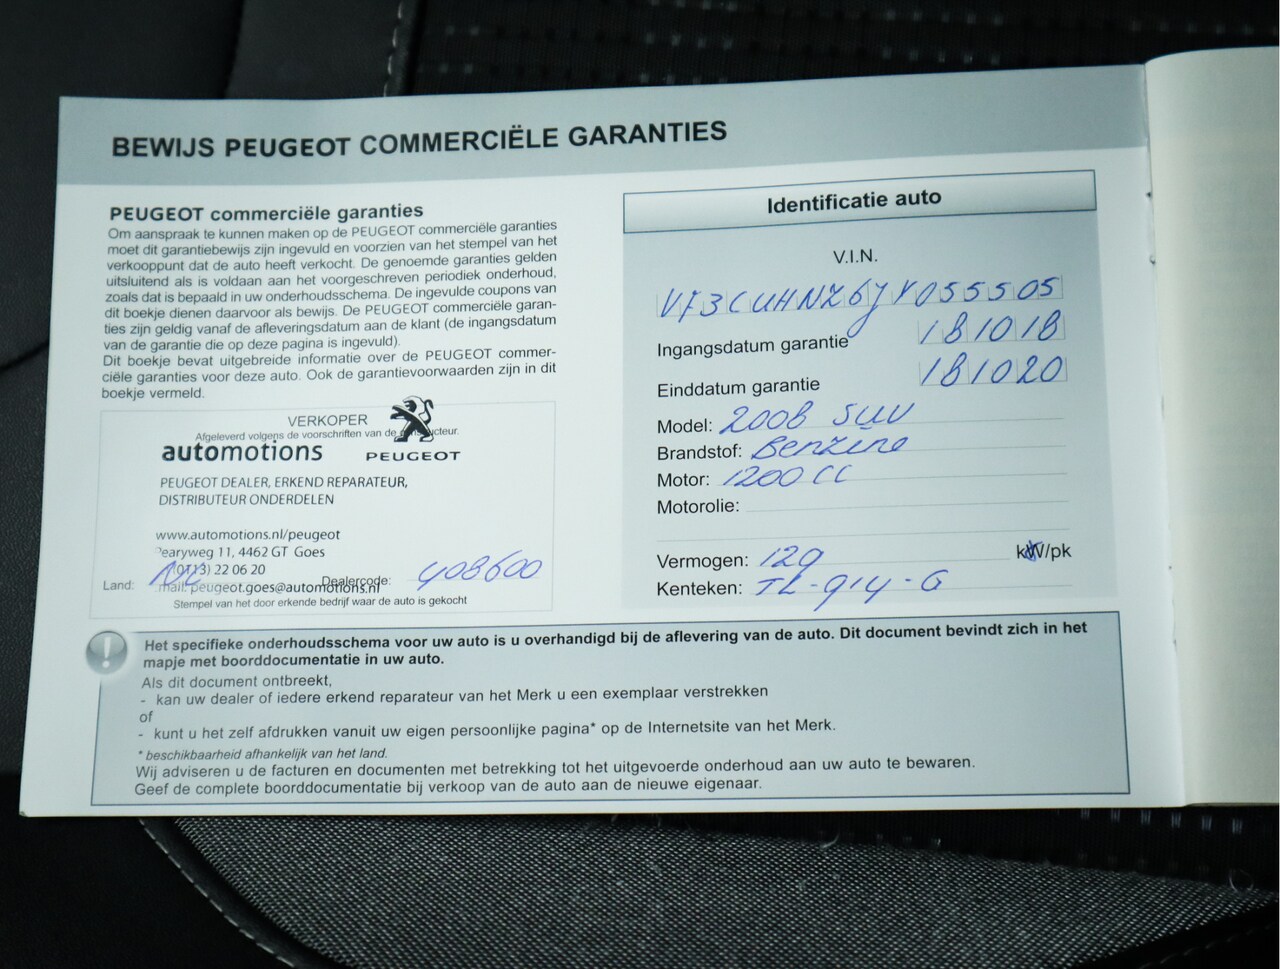 BEWIJS PEUGEOT COMMERCIËLE GARANTIES
PEUGEOT commerciële garanties
Om aanspraak te kunnen maken op de PEUGEOT commerciële garanties
moet dit garantiebewijs zijn ingevuld en voorzien van het stempel van het
verkooppunt dat de auto heeft verkocht. De genoemde garanties gelden
uitsluitend als is voldaan aan het voorgeschreven periodiek onderhoud,
zoals dat is bepaald in uw onderhoudsschema. De ingevulde coupons van
dit boekje dienen daarvoor als bewijs. De PEUGEOT commerciële garan-
ties zijn geldig vanaf de afleveringsdatum aan de klant (de ingangsdatum
van de garantie die op deze pagina is ingevuld).
Dit boekje bevat uitgebreide informatie over de PEUGEOT commer-
ciële garanties voor deze auto. Ook de garantievoorwaarden zijn in dit
boekje vermeld.
VERKOPER
Afgeleverd volgens de voorschriften van de
automotions PEUGEOT
PEUGEOT DEALER, ERKEND REPARATEUR,
DISTRIBUTEUR ONDERDELEN
www.automotions.nl/peugeot
Pearyweg 11, 4462 GT Goes
(0113) 22 06 20
Land: NL Dealercode: 408600
mail: peugeot.goes@automotions.nl
Stempel van het door erkende bedrijf waar de auto is gekocht
Identificatie auto
V.I.N.
VF3CUHNZ6JY055505
Ingangsdatum garantie 181018
Einddatum garantie 181020
Model: 2008 SUV
Brandstof: Benzine
Motor: 1200 CC
Motorolie:
Vermogen: 129 kW/pk
Kenteken: TL-914-G
Het specifieke onderhoudsschema voor uw auto is u overhandigd bij de aflevering van de auto. Dit document bevindt zich in het
mapje met boorddocumentatie in uw auto.
Als dit document ontbreekt,
- kan uw dealer of iedere erkend reparateur van het Merk u een exemplaar verstrekken
of
- kunt u het zelf afdrukken vanuit uw eigen persoonlijke pagina* op de Internetsite van het Merk.
* beschikbaarheid afhankelijk van het land.
Wij adviseren u de facturen en documenten met betrekking tot het uitgevoerde onderhoud aan uw auto te bewaren.
Geef de complete boorddocumentatie bij verkoop van de auto aan de nieuwe eigenaar.